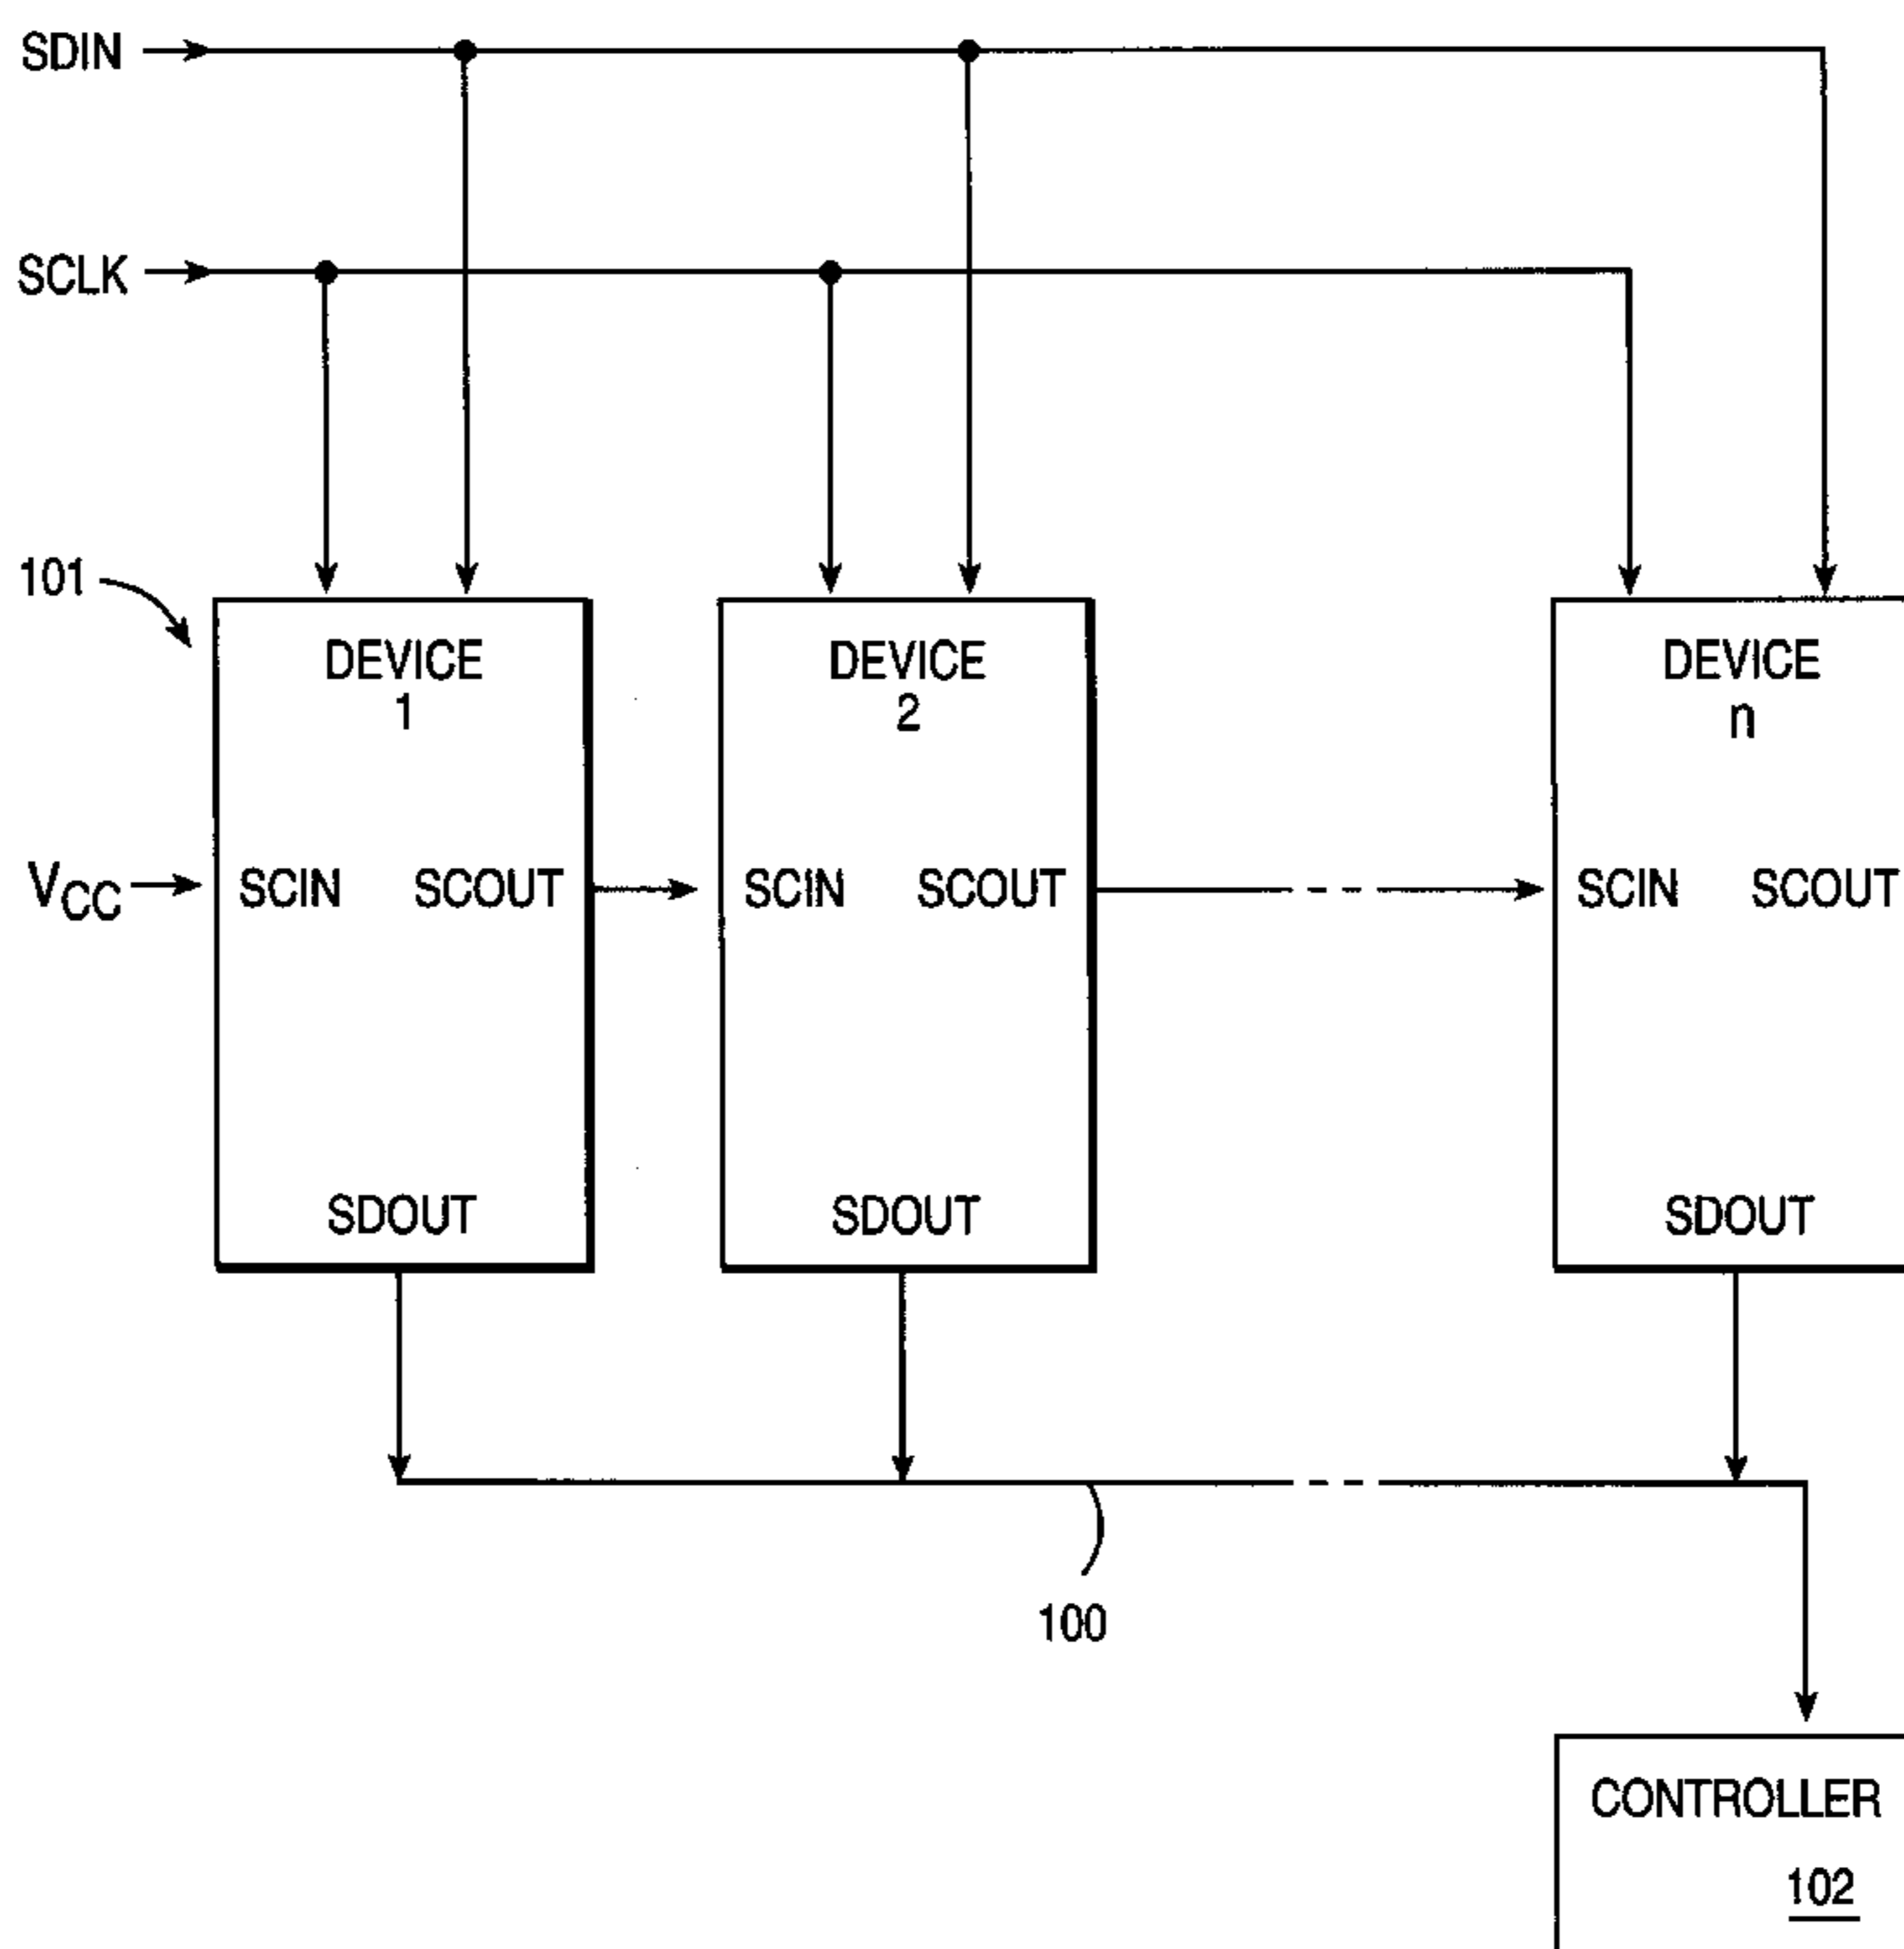 SDIN
SCLK
101
DEVICE
1
DEVICE
2
DEVICE
n
VCC
SCIN SCOUT
SCIN SCOUT
SCIN SCOUT
SDOUT
SDOUT
SDOUT
100
CONTROLLER
102